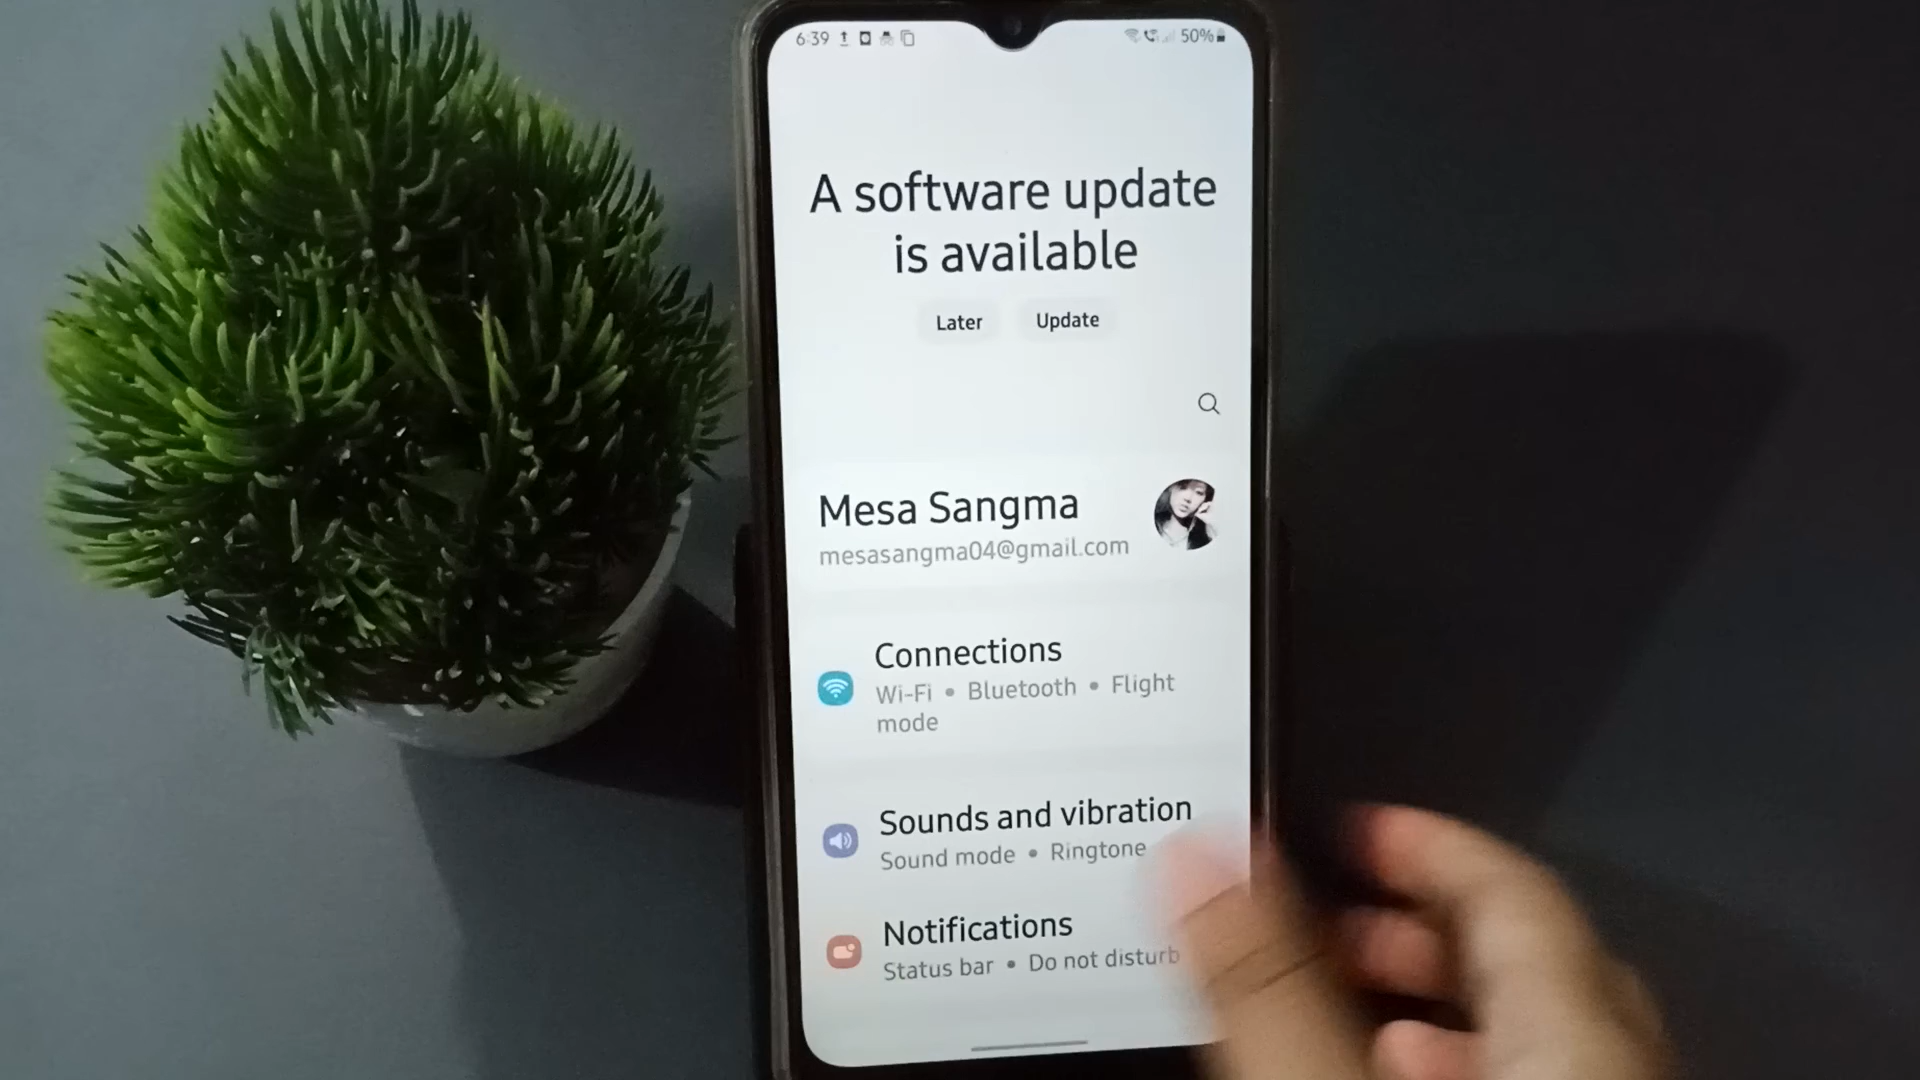 6:39
50%
A software update
is available
Later Update
Mesa Sangma
mesasangma04@gmail.com
Connections
Wi-Fi • Bluetooth • Flight
mode
Sounds and vibration
Sound mode • Ringtone
Notifications
Status bar • Do not disturb